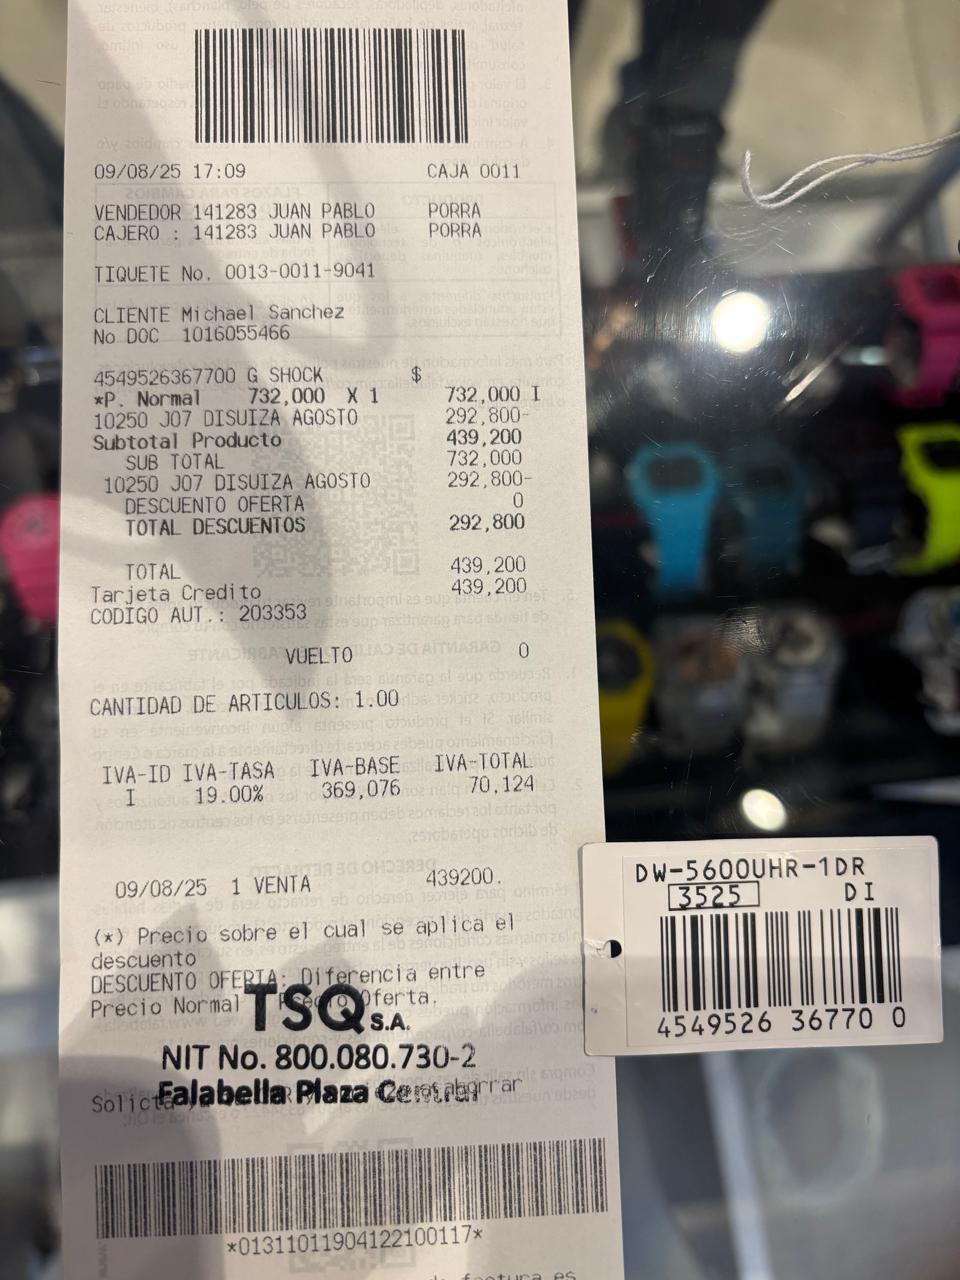 09/08/25 17:09 CAJA 0011
VENDEDOR 141283 JUAN PABLO PORRA
CAJERO : 141283 JUAN PABLO PORRA
TIQUETE No. 0013-0011-9041
CLIENTE Michael Sanchez
No DOC 1016055466
4549526367700 G SHOCK $
*P. Normal 732,000 X 1 732,000 I
10250 J07 DISUIZA AGOSTO 292,800-
Subtotal Producto 439,200
SUB TOTAL 732,000
10250 J07 DISUIZA AGOSTO 292,800-
DESCUENTO OFERTA 0
TOTAL DESCUENTOS 292,800
TOTAL 439,200
Tarjeta Credito 439,200
CODIGO AUT.: 203353
VUELTO 0
CANTIDAD DE ARTICULOS: 1.00
IVA-ID IVA-TASA IVA-BASE IVA-TOTAL
I 19.00% 369,076 70,124
09/08/25 1 VENTA 439200.
(*) Precio sobre el cual se aplica el
descuento
DESCUENTO OFERTA: Diferencia entre
Precio Normal Oferta.
TSQ S.A.
NIT No. 800.080.730-2
Falabella Plaza Central
*01311011904122100117*
DW-5600UHR-1DR
3525 DI
4549526 36770 0